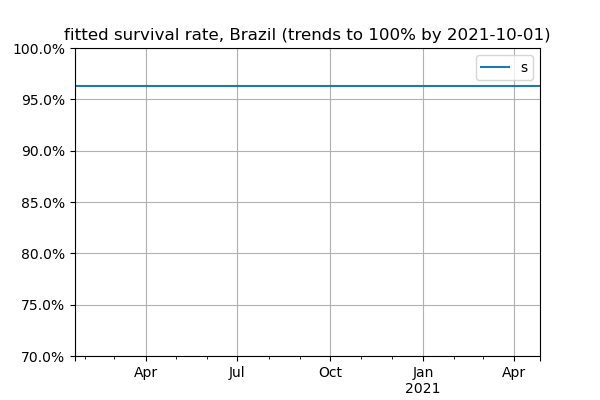 fitted survival rate, Brazil (trends to 100% by 2021-10-01)
100.0%
s
95.0%
90.0%
85.0%
80.0%
75.0%
70.0%
Apr Jul Oct Jan Apr
2021